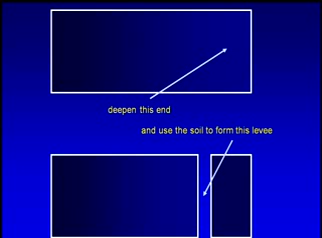 deepen this end
and use the soil to form this levee